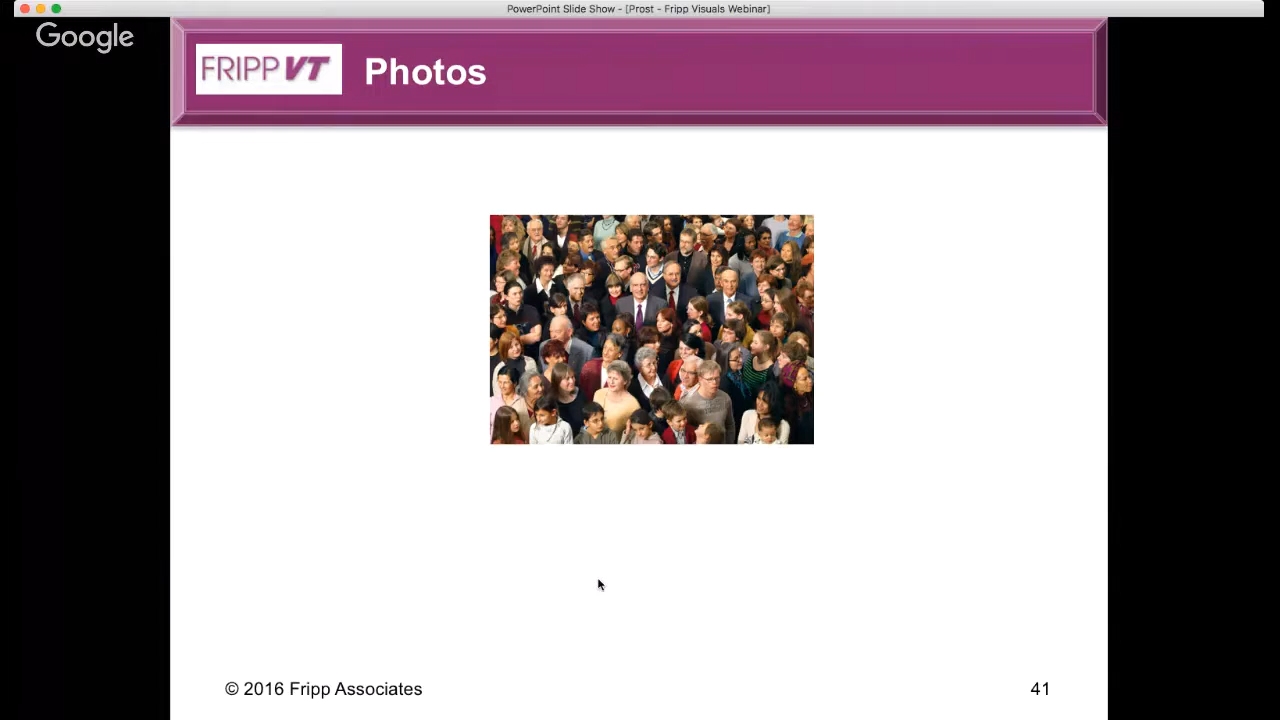 PowerPoint Slide Show - [Prost - Fripp Visuals Webinar]
Google
FRIPP VT
Photos
© 2016 Fripp Associates
41